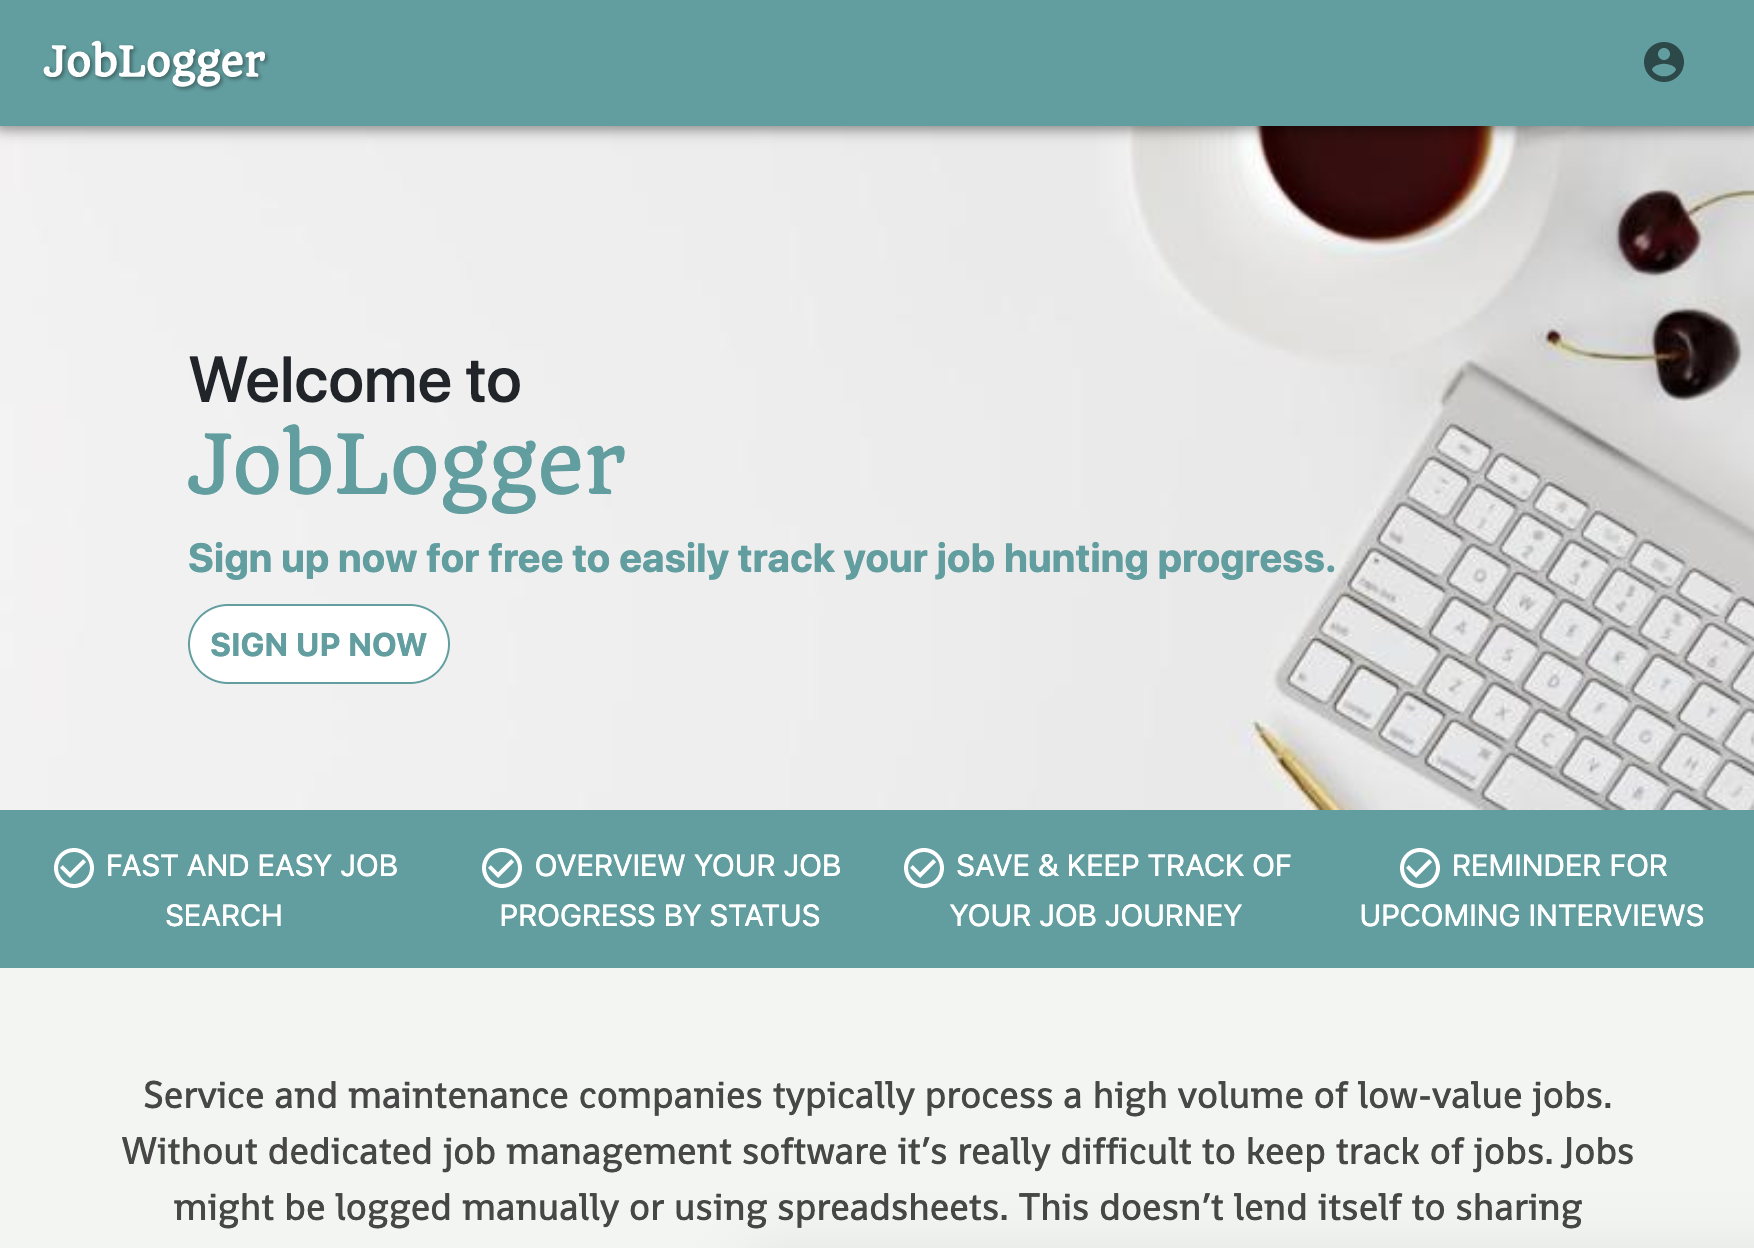 JobLogger
Welcome to
JobLogger
Sign up now for free to easily track your job hunting progress.
SIGN UP NOW
FAST AND EASY JOB
SEARCH
OVERVIEW YOUR JOB
PROGRESS BY STATUS
SAVE & KEEP TRACK OF
YOUR JOB JOURNEY
REMINDER FOR
UPCOMING INTERVIEWS
Service and maintenance companies typically process a high volume of low-value jobs.
Without dedicated job management software it’s really difficult to keep track of jobs. Jobs
might be logged manually or using spreadsheets. This doesn’t lend itself to sharing